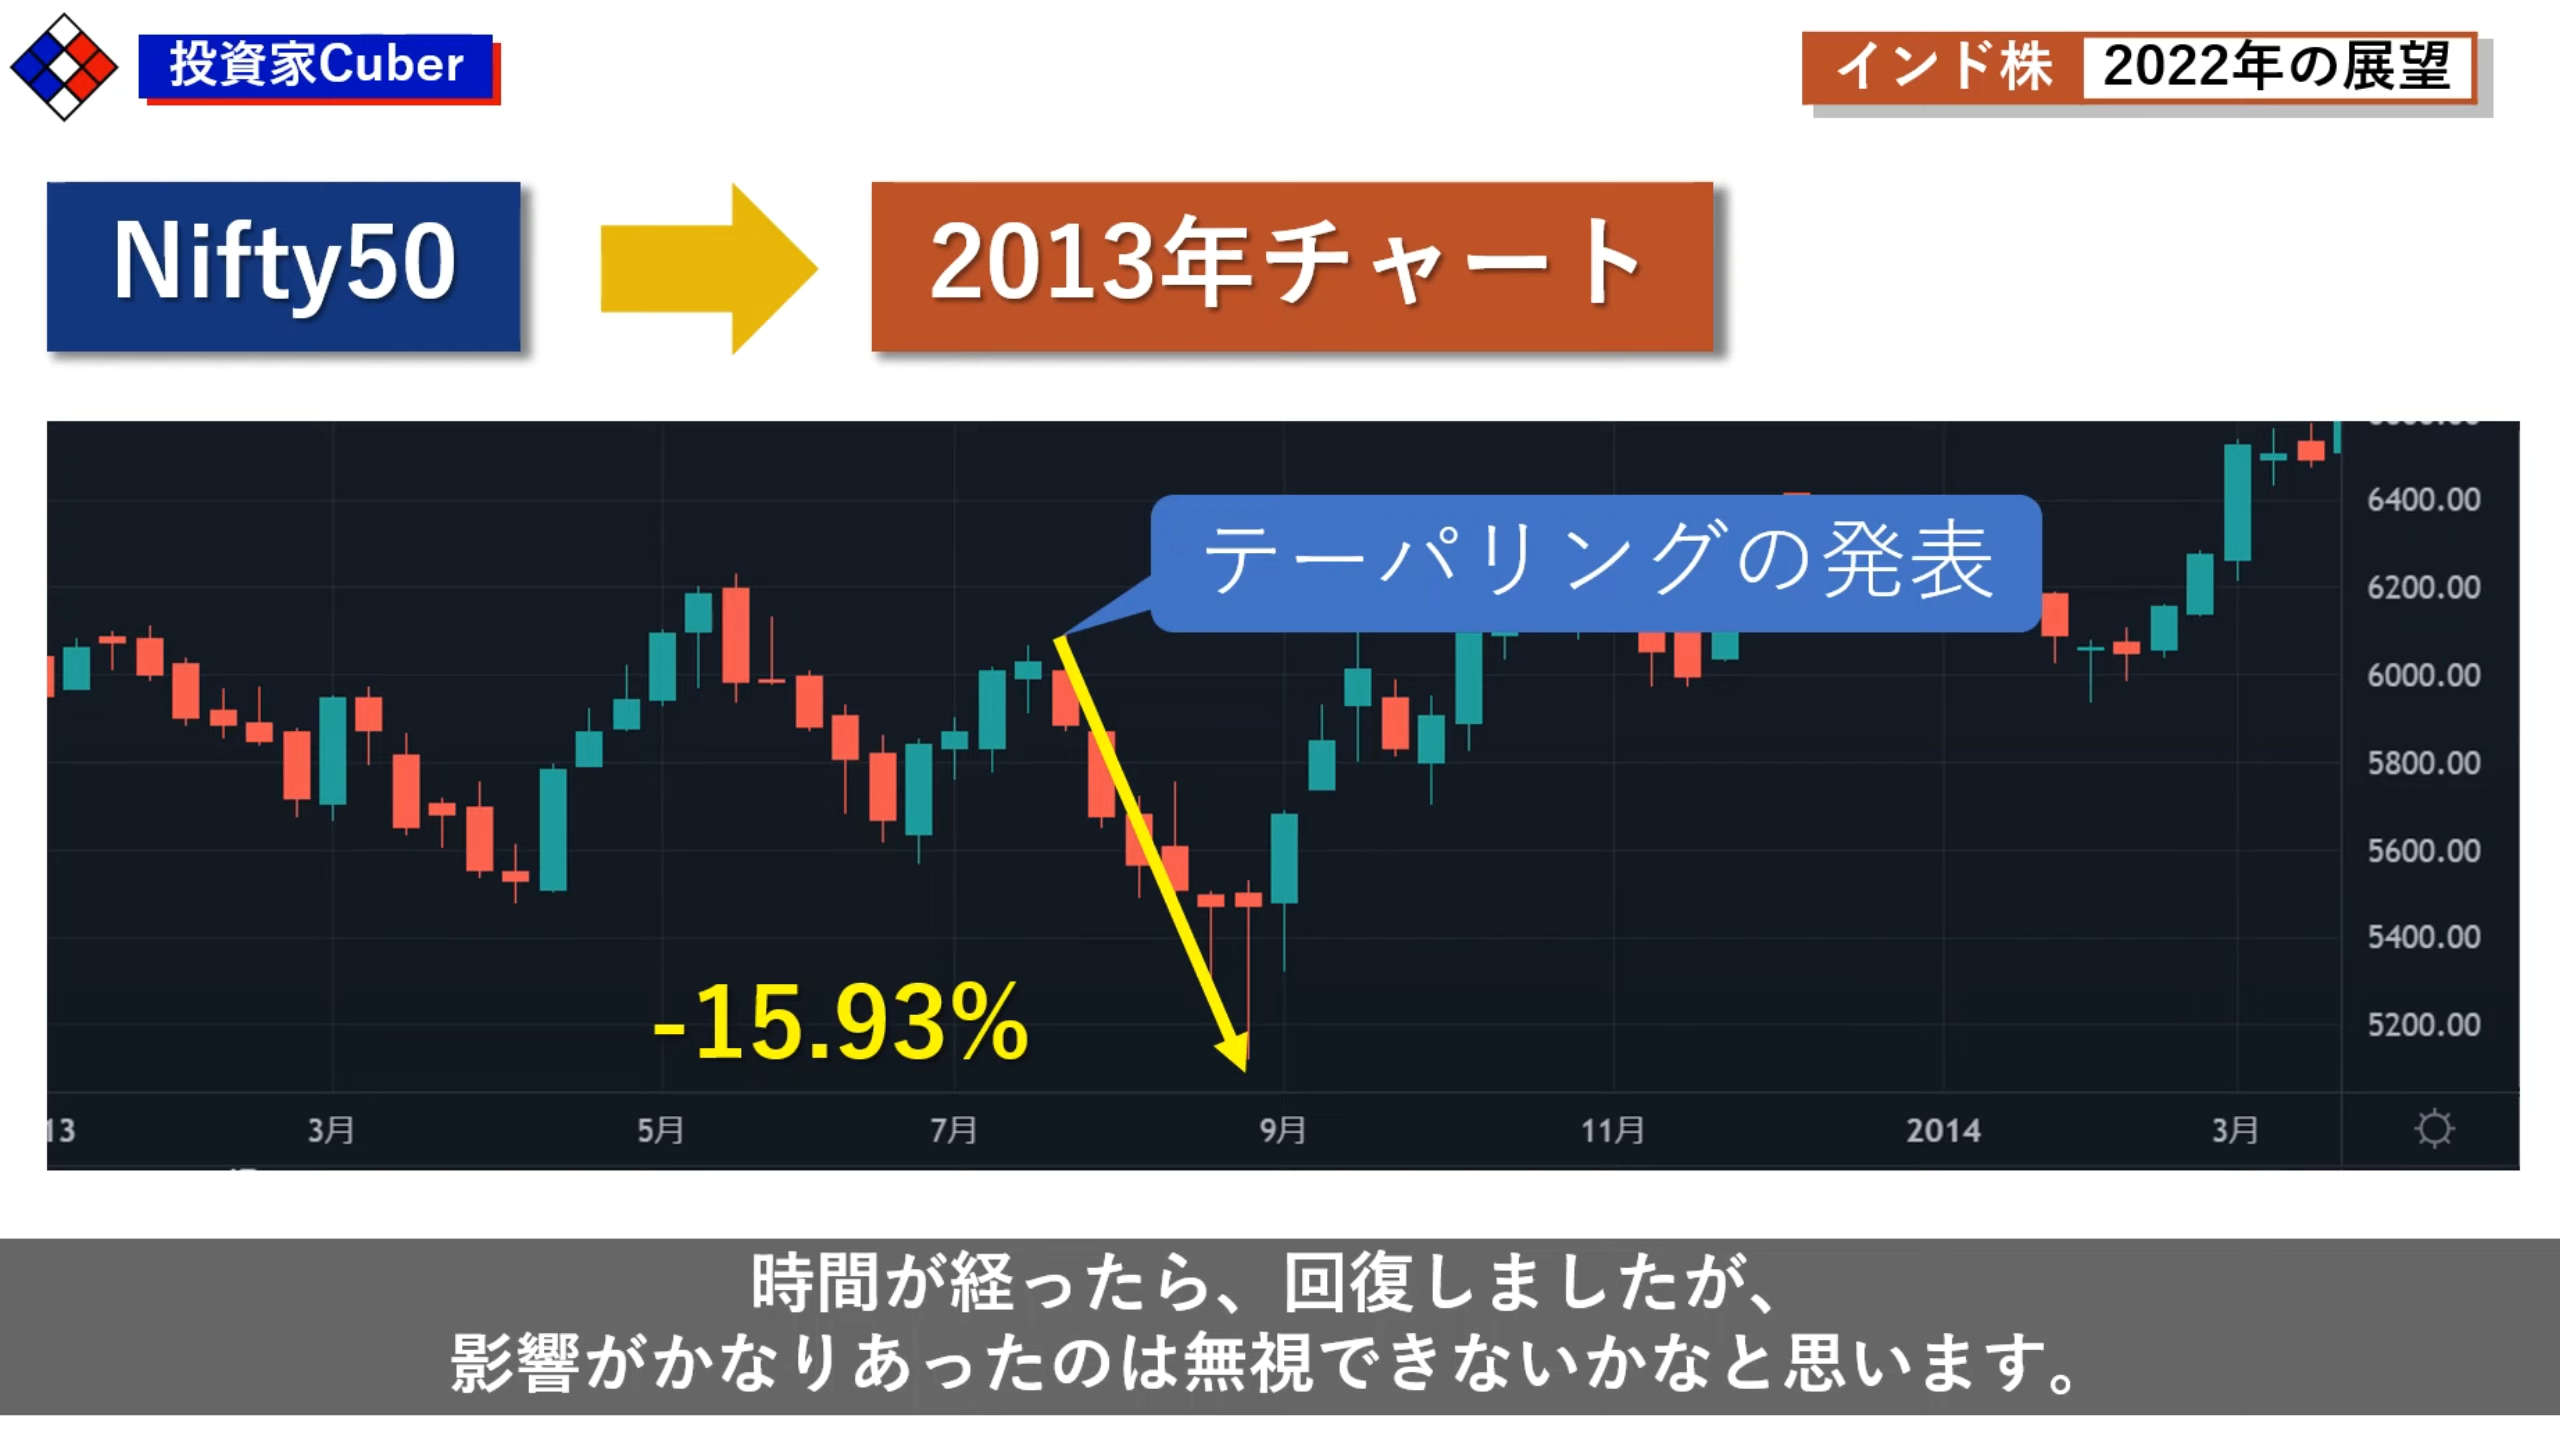 投資家Cuber
インド株 2022年の展望
Nifty50
2013年チャート
テーパリングの発表
-15.93%
6400.00
6200.00
6000.00
5800.00
5600.00
5400.00
5200.00
13 3月 5月 7月 9月 11月 2014 3月
時間が経ったら、回復しましたが、
影響がかなりあったのは無視できないかなと思います。